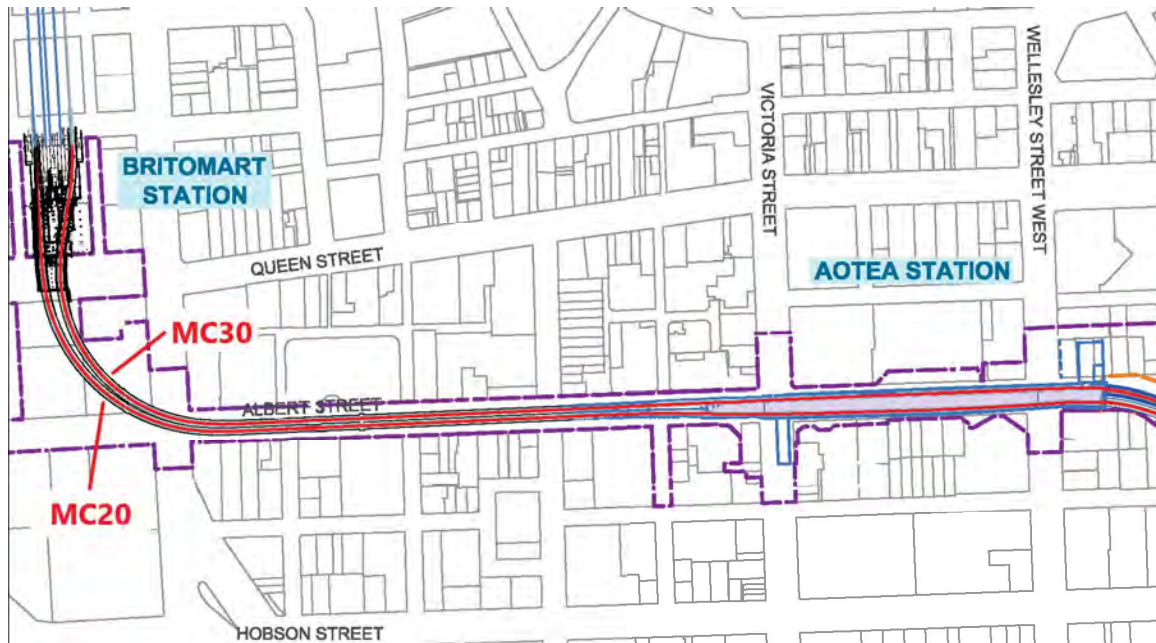 BRITOMART
STATION
VICTORIA STREET
WELLESLEY STREET WEST
QUEEN STREET
AOTEA STATION
MC30
ALBERT STREET
MC20
HOBSON STREET